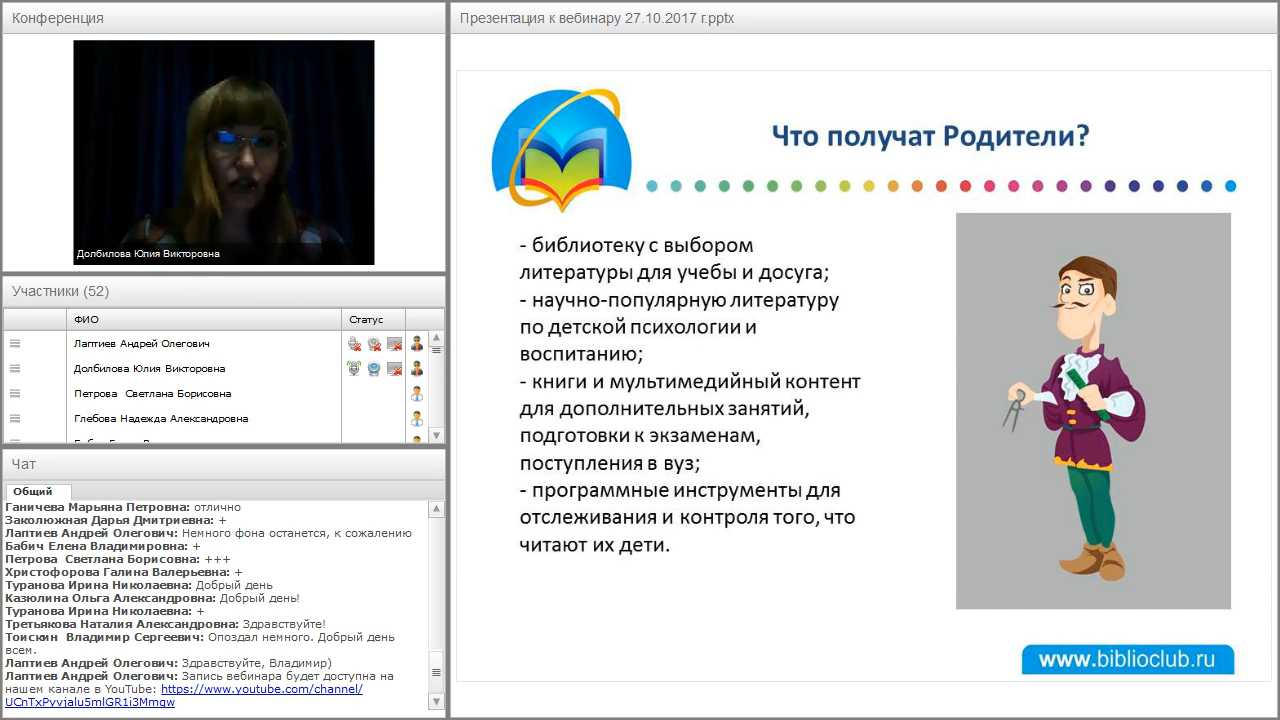 Конференция
Долбилова Юлия Викторовна
Участники (52)
ФИО
Статус
Лаптиев Андрей Олегович
Долбилова Юлия Викторовна
Петрова Светлана Борисовна
Глебова Надежда Александровна
Чат
Общий
Ганичева Марьяна Петровна: отлично
Заколюжная Дарья Дмитриевна: +
Лаптиев Андрей Олегович: Немного фона останется, к сожалению
Бабич Елена Владимировна: +
Петрова Светлана Борисовна: +++
Христофорова Галина Валерьевна: +
Туранова Ирина Николаевна: Добрый день
Казюлина Ольга Александровна: Добрый день!
Туранова Ирина Николаевна: +
Третьякова Наталия Александровна: Здравствуйте!
Тоискин Владимир Сергеевич: Опоздал немного. Добрый день
всем.
Лаптиев Андрей Олегович: Здравствуйте, Владимир)
Лаптиев Андрей Олегович: Запись вебинара будет доступна на
нашем канале в YouTube: https://www.youtube.com/channel/
UCnTxPyvjalu5mlGR1i3Mmqw
Презентация к вебинару 27.10.2017 г.pptx
Что получат Родители?
- библиотеку с выбором
литературы для учебы и досуга;
- научно-популярную литературу
по детской психологии и
воспитанию;
- книги и мультимедийный контент
для дополнительных занятий,
подготовки к экзаменам,
поступления в вуз;
- программные инструменты для
отслеживания и контроля того, что
читают их дети.
www.biblioclub.ru